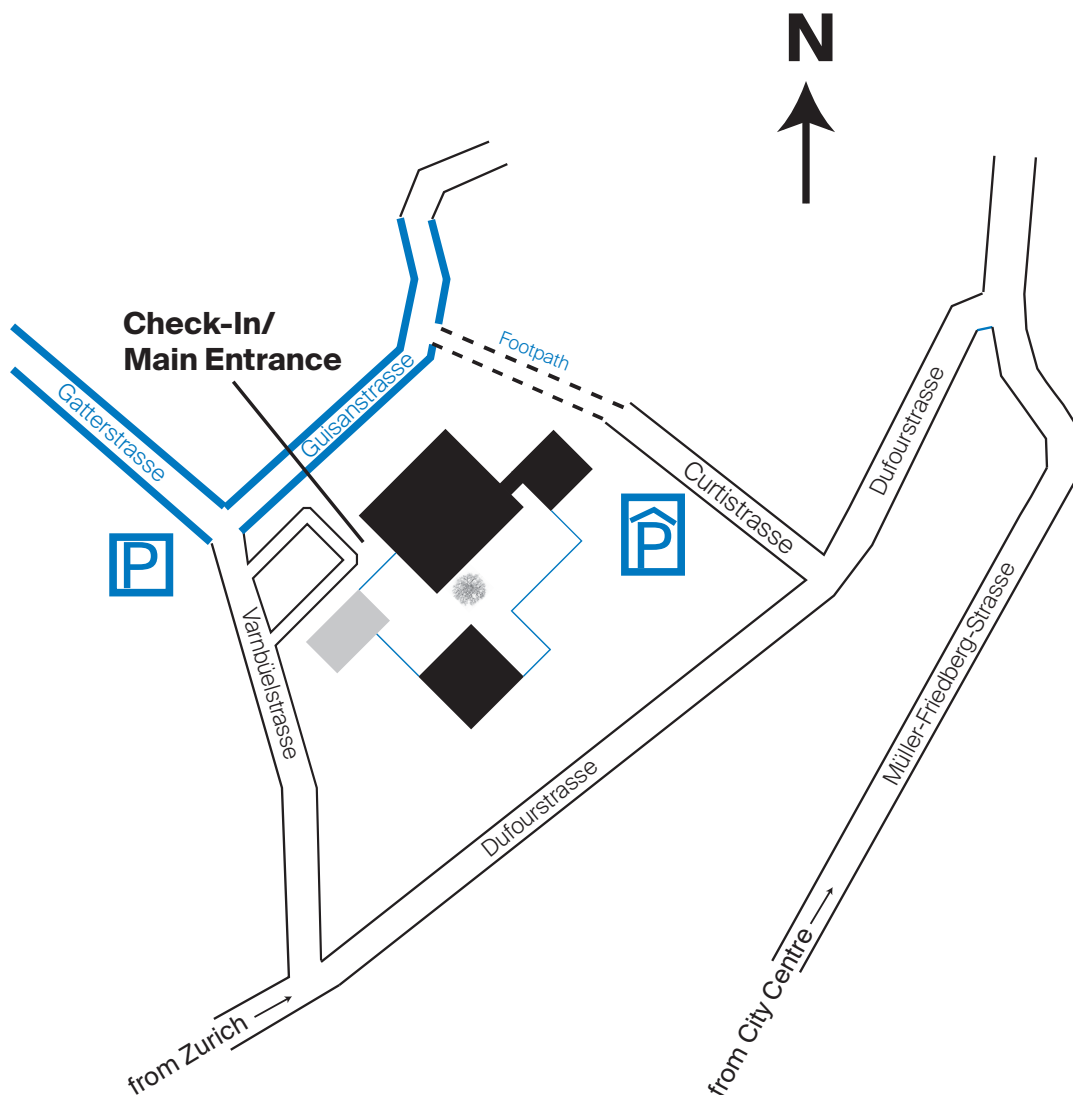 N
Check-In/
Main Entrance
Footpath
Gatterstrasse
Guisanstrasse
Dufourstrasse
Curtistrasse
P
P
Varnbüelstrasse
Müller-Friedberg-Strasse
Dufourstrasse
from Zurich
from City Centre